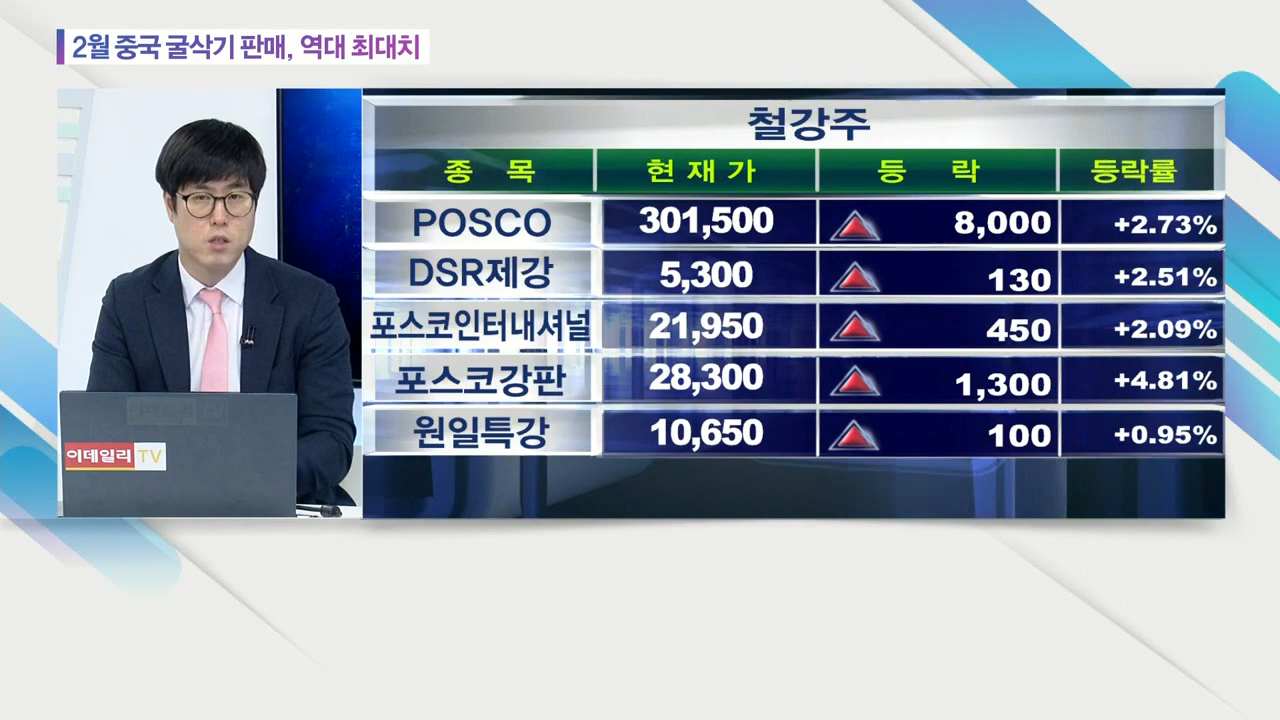 2월 중국 굴삭기 판매, 역대 최대치
철강주
종 목 현재가 등 락 등락률
POSCO 301,500 8,000 +2.73%
DSR제강 5,300 130 +2.51%
포스코인터내셔널 21,950 450 +2.09%
포스코강판 28,300 1,300 +4.81%
원일특강 10,650 100 +0.95%
이데일리TV